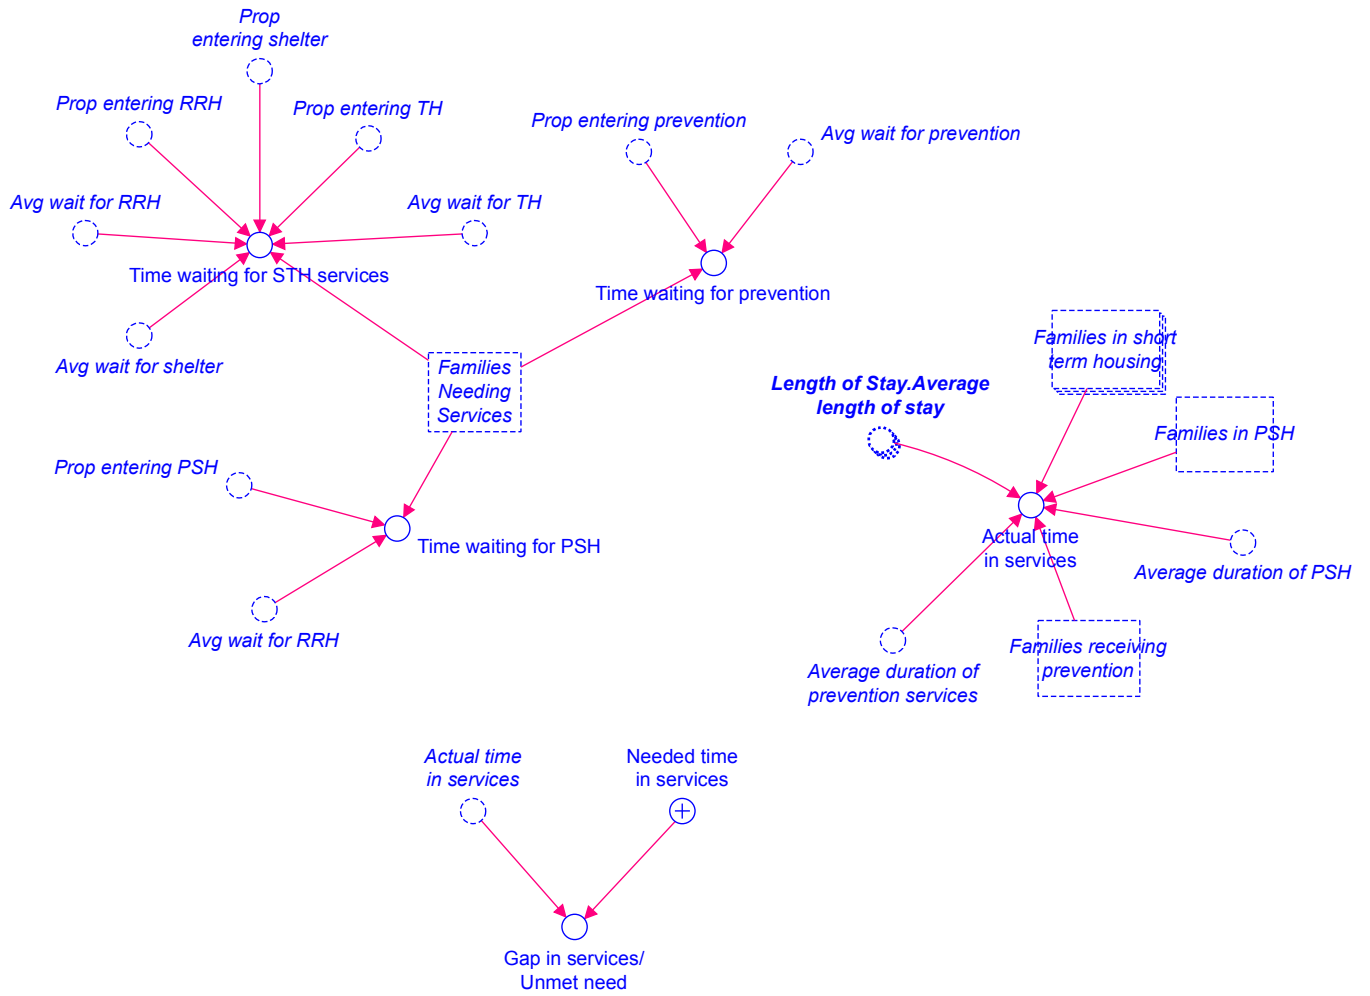 Prop
entering shelter
Prop entering RRH
Prop entering TH
Prop entering prevention
Avg wait for prevention
Avg wait for RRH
Avg wait for TH
Time waiting for STH services
Time waiting for prevention
Avg wait for shelter
Families
Needing
Services
Families in short
term housing
Length of Stay.Average
length of stay
Families in PSH
Prop entering PSH
Time waiting for PSH
Actual time
in services
Average duration of PSH
Avg wait for RRH
Average duration of
prevention services
Families receiving
prevention
Actual time
in services
Needed time
in services
Gap in services/
Unmet need